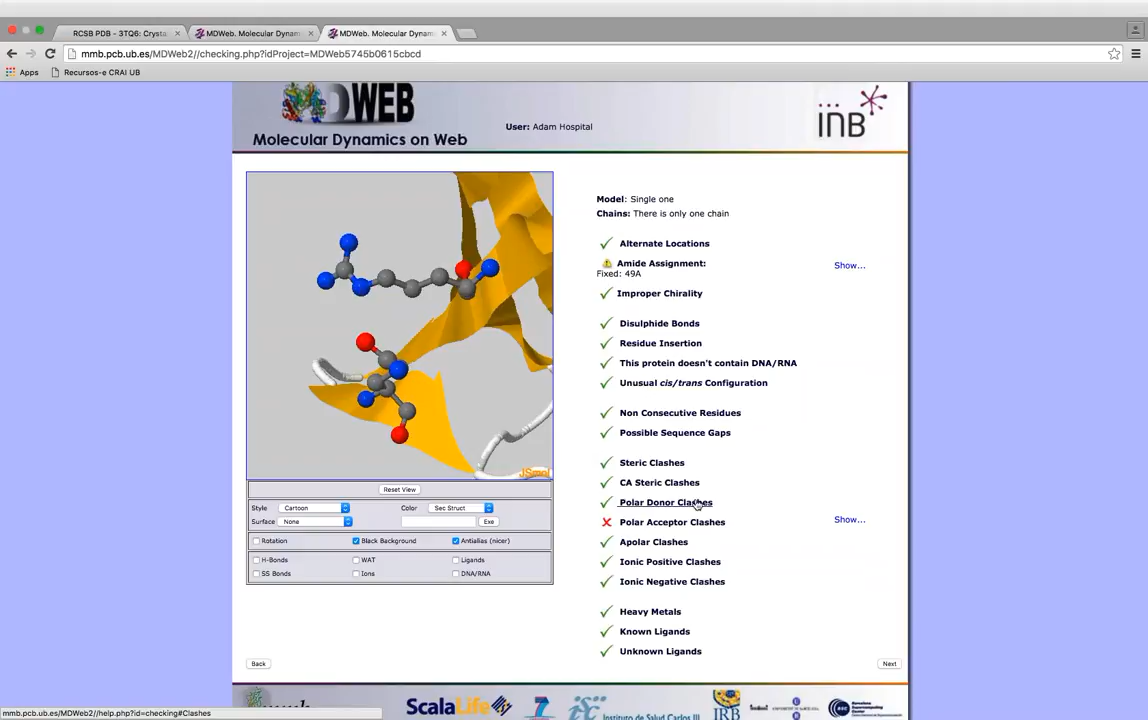 RCSB PDB - 3TQ6: Crysta
MDWeb. Molecular Dynam
MDWeb. Molecular Dynam
mmb.pcb.ub.es/MDWeb2//checking.php?idProject=MDWeb5745b0615cbcd
Apps
Recursos-e CRAI UB
DWEB
Molecular Dynamics on Web
User: Adam Hospital
INB
Model: Single one
Chains: There is only one chain
Alternate Locations
Amide Assignment:
Show...
Fixed: 49A
Improper Chirality
Disulphide Bonds
Residue Insertion
This protein doesn't contain DNA/RNA
Unusual cis/trans Configuration
Non Consecutive Residues
Possible Sequence Gaps
Steric Clashes
CA Steric Clashes
Polar Donor Clashes
Polar Acceptor Clashes
Show...
Apolar Clashes
Ionic Positive Clashes
Ionic Negative Clashes
Heavy Metals
Known Ligands
Unknown Ligands
JSmol
Reset View
Style Cartoon Color Sec Struct
Surface None Exe
Rotation Black Background Antialias (nicer)
H-Bonds WAT Ligands
SS Bonds Ions DNA/RNA
Back
Next
ScalaLife
7
isc
Instituto de Salud Carlos III
IRB
BSC
mmb.pcb.ub.es/MDWeb2//help.php?id=checking#Clashes